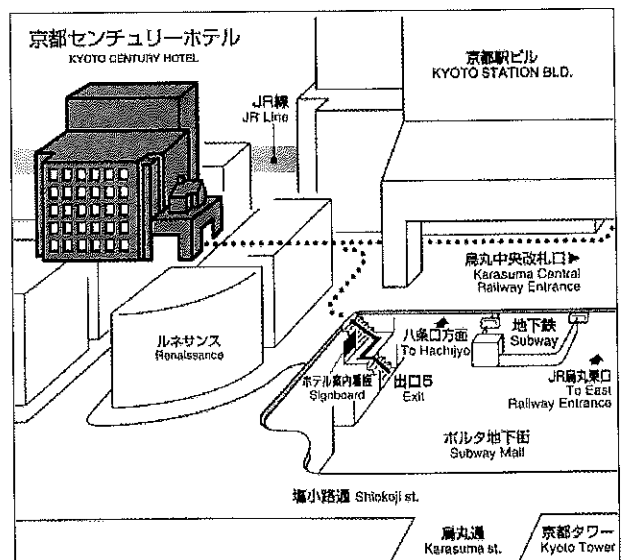 京都センチュリーホテル
KYOTO CENTURY HOTEL
京都駅ビル
KYOTO STATION BLD.
JR線
JR Line
烏丸中央改札口▶
Karasuma Central
Railway Entrance
ルネサンス
Renaissance
八条口方面
To Hachijyo
地下鉄
Subway
ホテル案内看板
Signboard
出口5
Exit
JR烏丸東口
To East
Railway Entrance
ポルタ地下街
Subway Mall
塩小路通 Shiokoji st.
烏丸通
Karasuma st.
京都タワー
Kyoto Tower